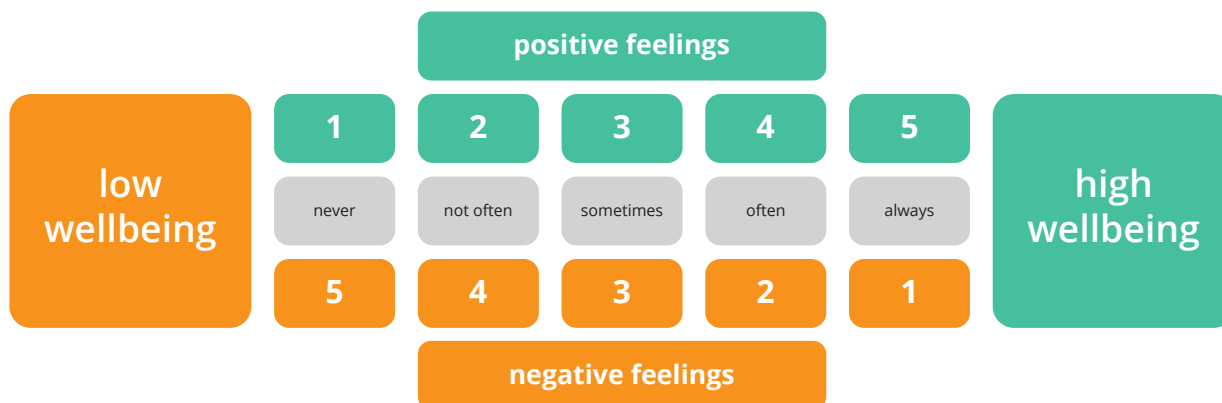 positive feelings
low
wellbeing
1 2 3 4 5
never not often sometimes often always
5 4 3 2 1
high
wellbeing
negative feelings